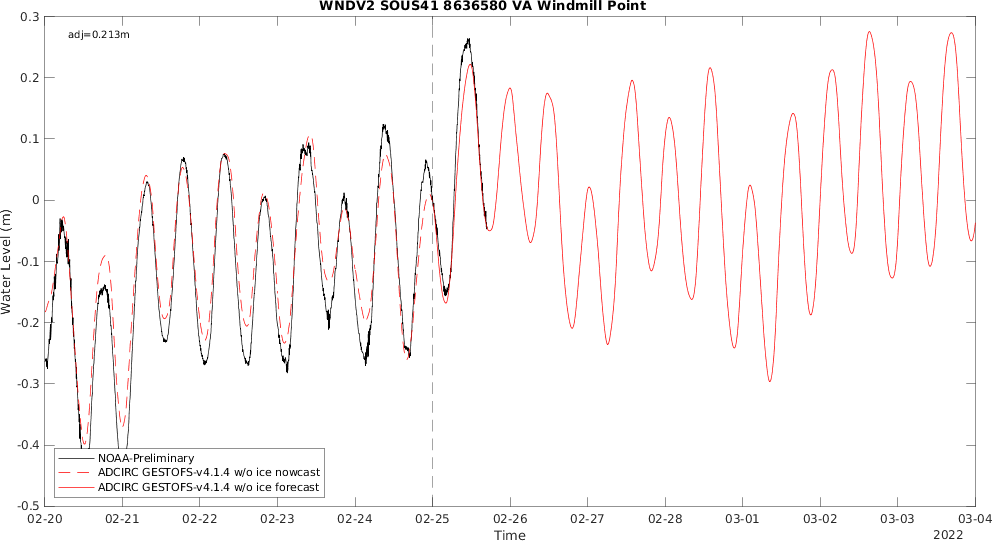 WNDV2 SOUS41 8636580 VA Windmill Point
adj=0.213m
0.3
0.2
0.1
0
-0.1
-0.2
-0.3
-0.4
-0.5
Water Level (m)
NOAA-Preliminary
ADCIRC GESTOFS-v4.1.4 w/o ice nowcast
ADCIRC GESTOFS-v4.1.4 w/o ice forecast
02-20 02-21 02-22 02-23 02-24 02-25 02-26 02-27 02-28 03-01 03-02 03-03 03-04
Time
2022